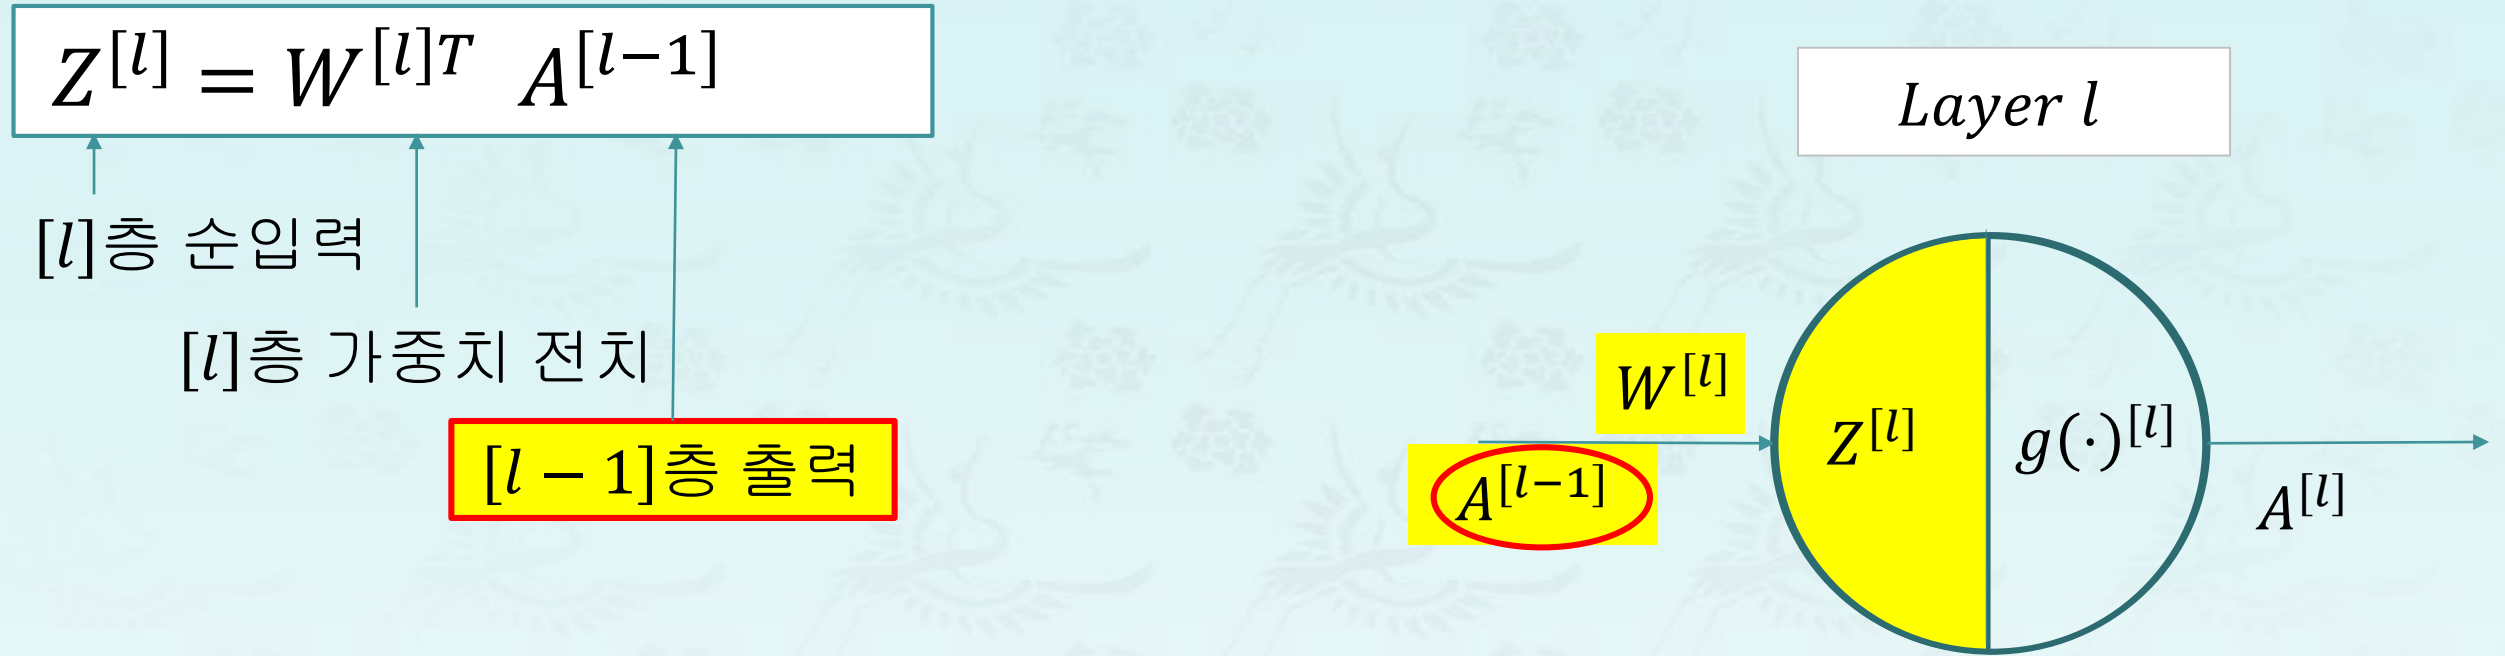 Z^[l] = W^[l]T A^[l−1]
Layer l
[l]층 순입력
[l]층 가중치 전치
[l − 1]층 출력
W^[l]
A^[l−1]
Z^[l]
g(·)^[l]
A^[l]